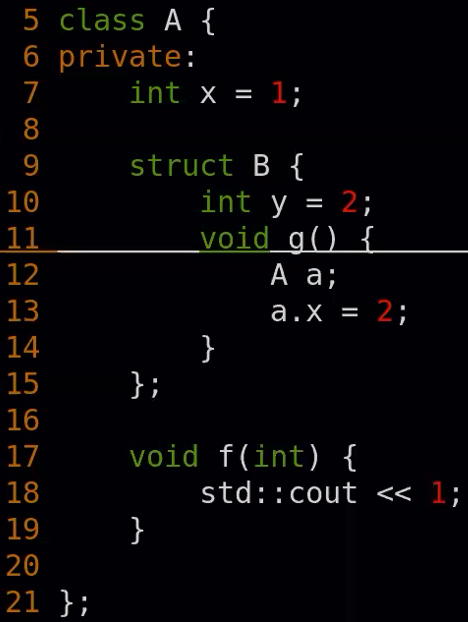 5 class A {
6 private:
7     int x = 1;
8
9     struct B {
10         int y = 2;
11         void g() {
12             A a;
13             a.x = 2;
14         }
15     };
16
17     void f(int) {
18         std::cout << 1;
19     }
20
21 };